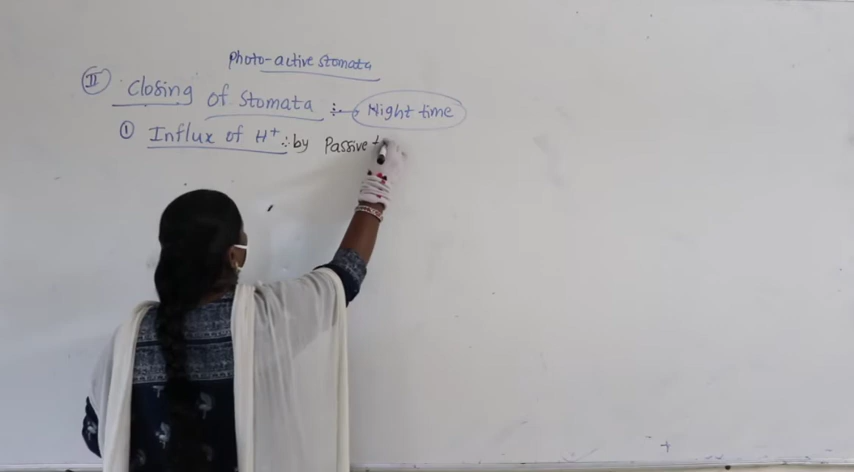 Photo-active stomata
II Closing of Stomata :- Night time
① Influx of H+ :- by Passive t